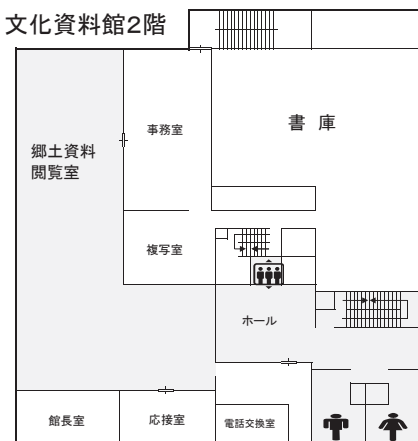 文化資料館2階
事務室
書庫
郷土資料
閲覧室
複写室
ホール
館長室
応接室
電話交換室